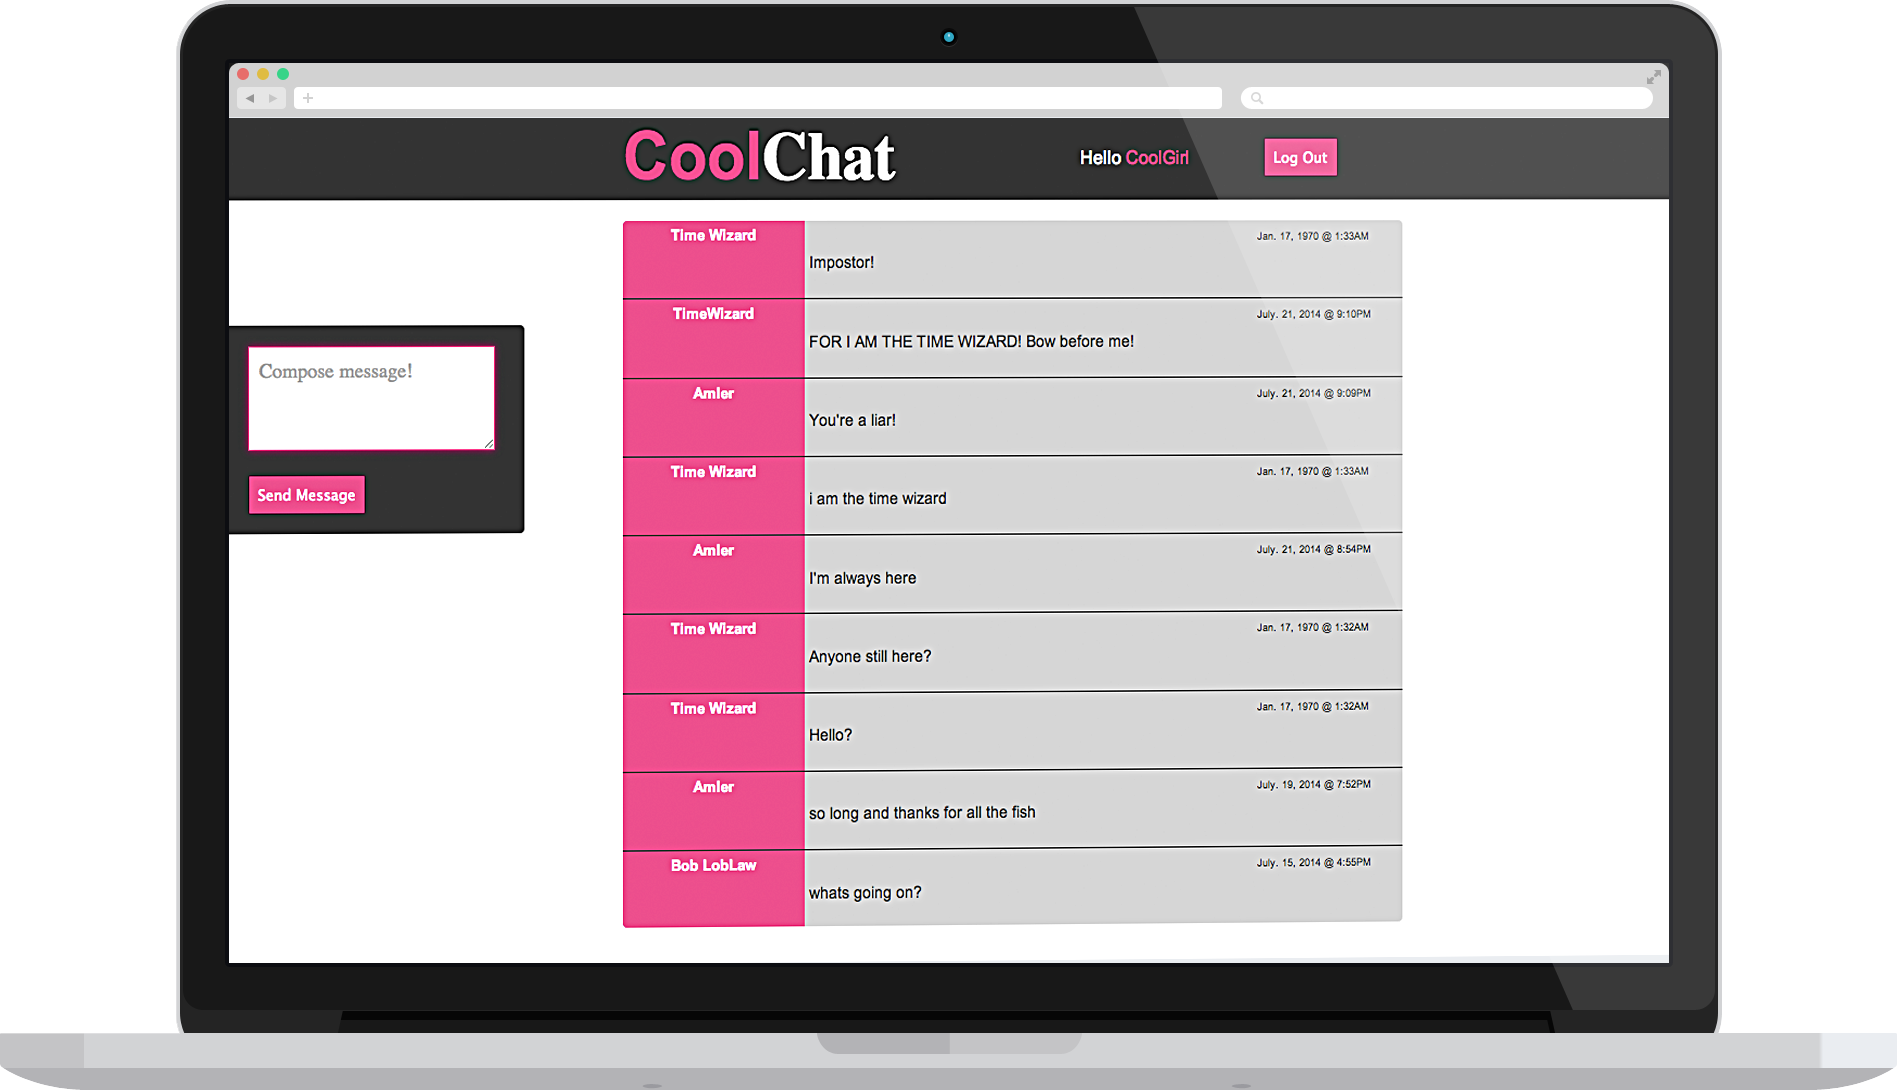 CoolChat
Hello CoolGirl
Log Out
Compose message!
Send Message
Time Wizard
Jan. 17, 1970 @ 1:33AM
Impostor!
TimeWizard
July. 21, 2014 @ 9:10PM
FOR I AM THE TIME WIZARD! Bow before me!
Amler
July. 21, 2014 @ 9:09PM
You're a liar!
Time Wizard
Jan. 17, 1970 @ 1:33AM
i am the time wizard
Amler
July. 21, 2014 @ 8:54PM
I'm always here
Time Wizard
Jan. 17, 1970 @ 1:32AM
Anyone still here?
Time Wizard
Jan. 17, 1970 @ 1:32AM
Hello?
Amler
July. 19, 2014 @ 7:52PM
so long and thanks for all the fish
Bob LobLaw
July. 15, 2014 @ 4:55PM
whats going on?